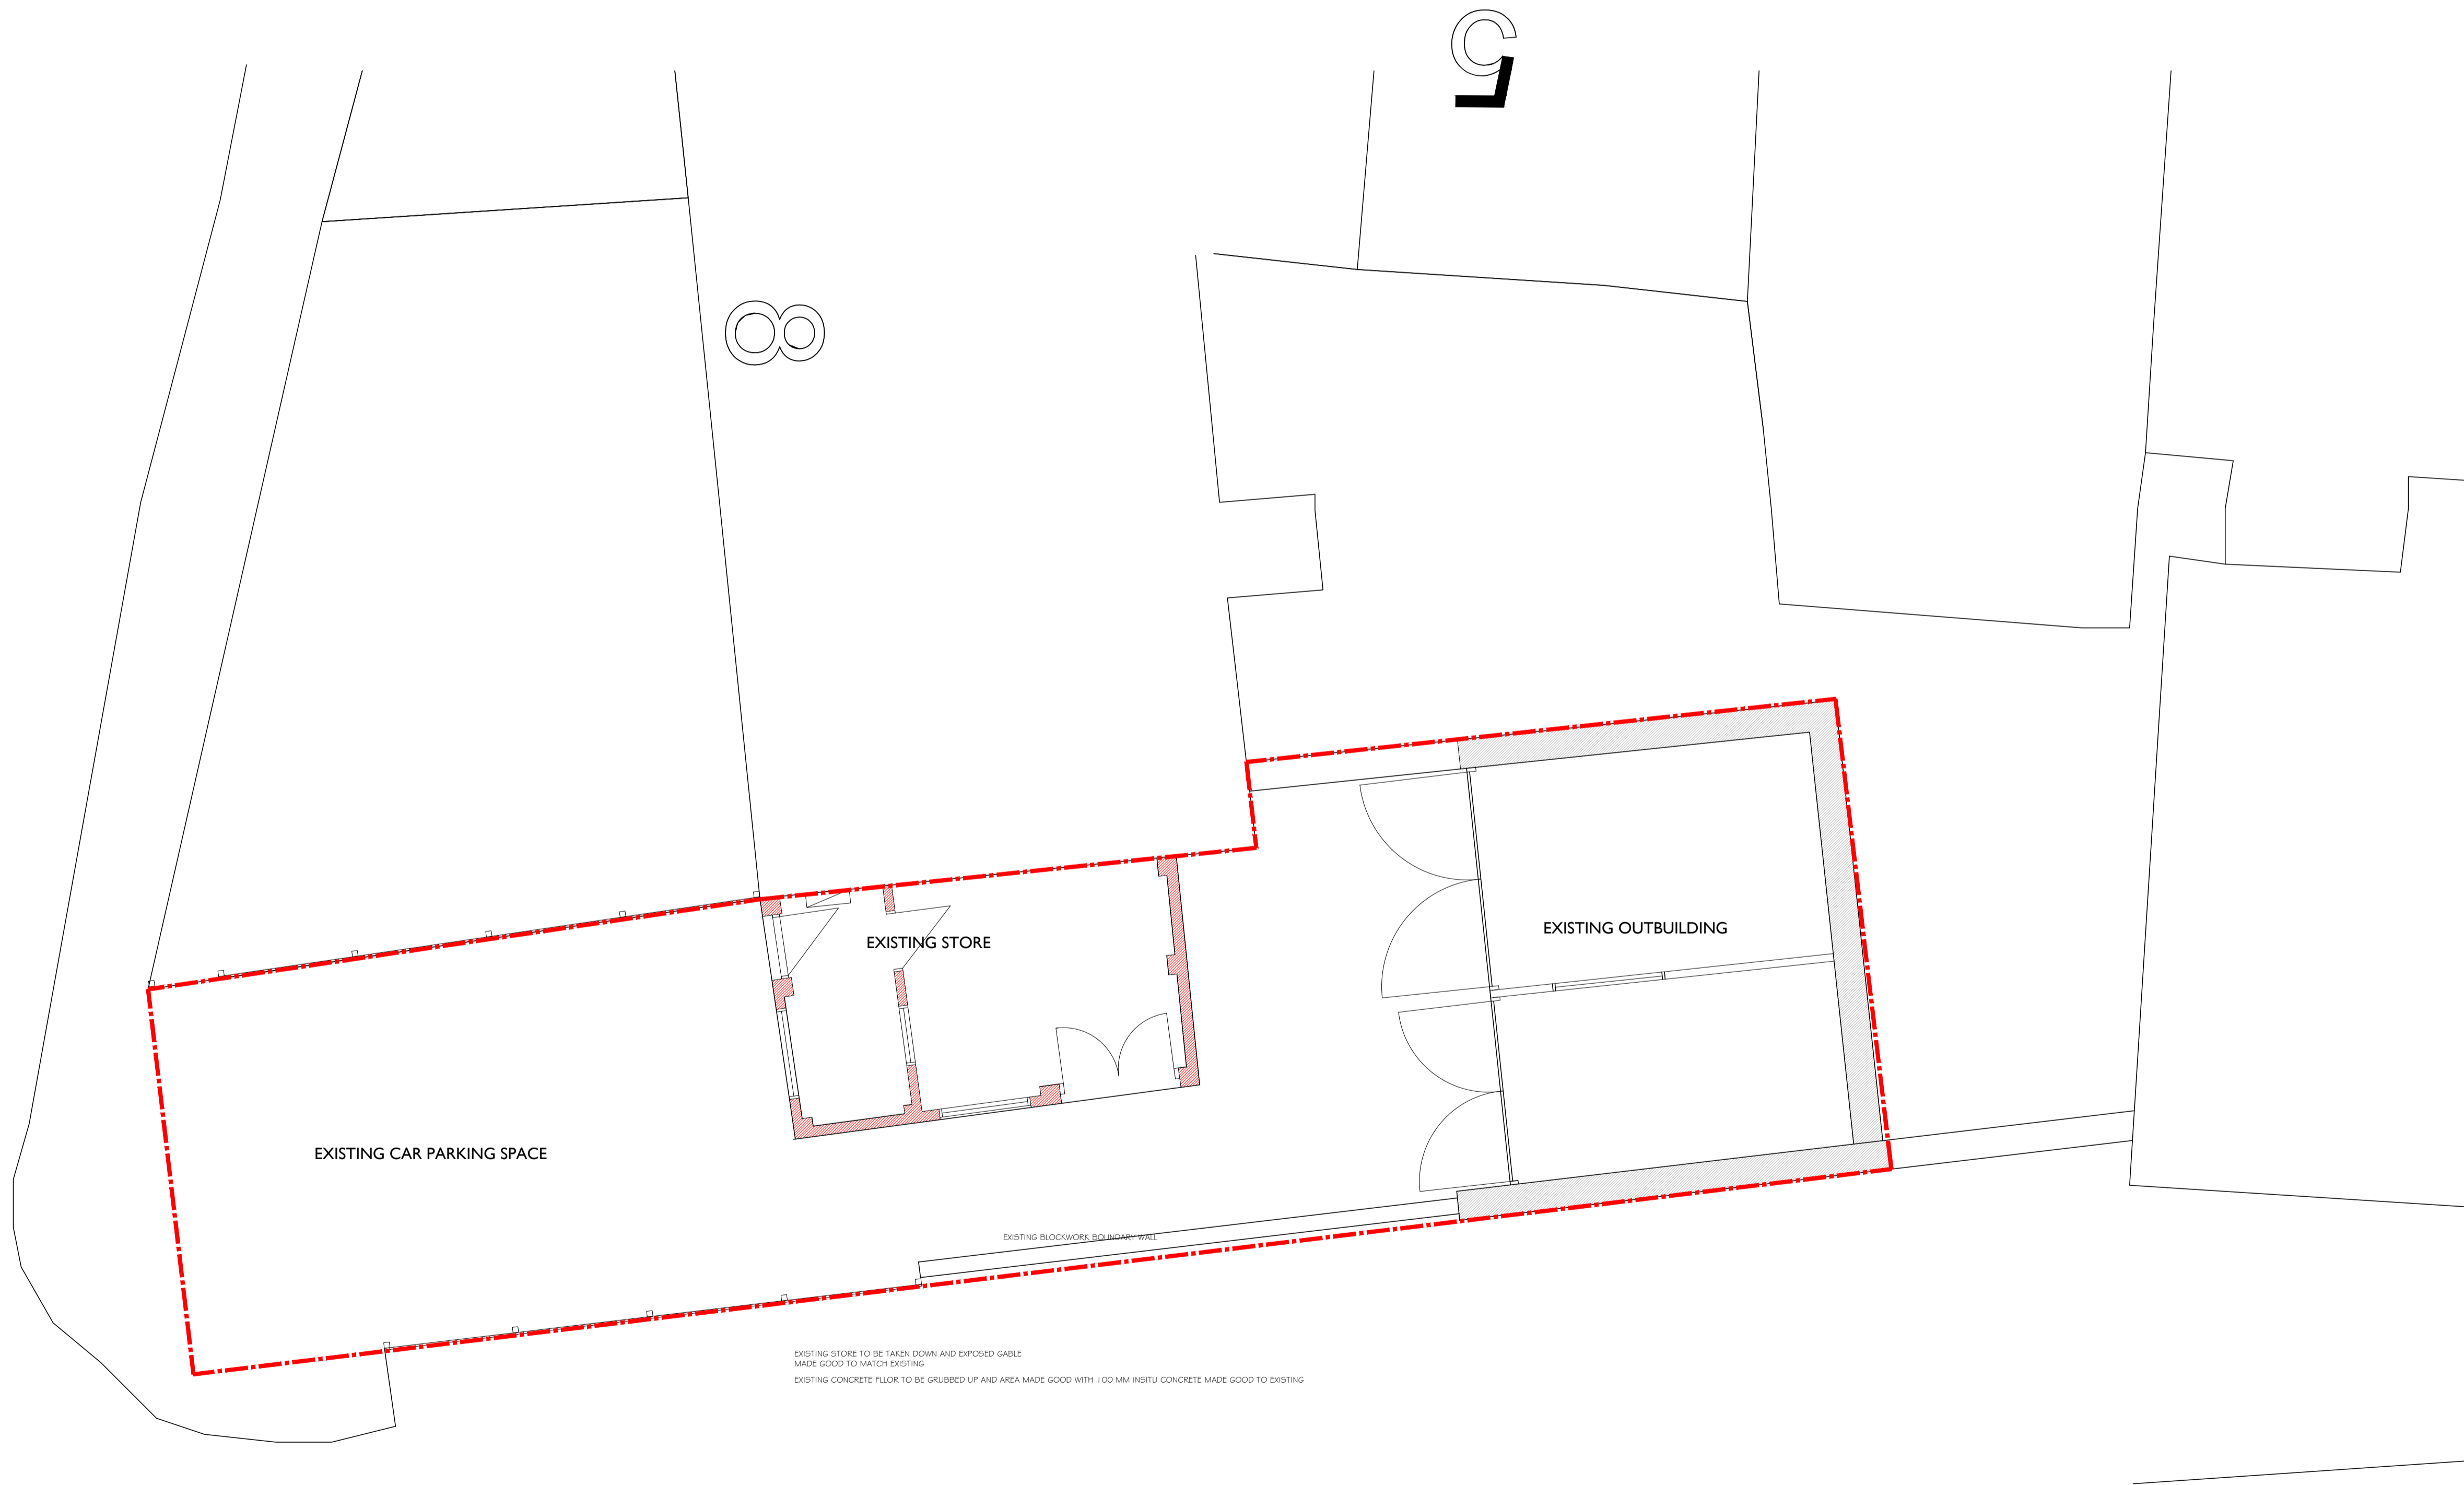 5
8
EXISTING OUTBUILDING
EXISTING STORE
EXISTING CAR PARKING SPACE
EXISTING BLOCKWORK BOUNDARY WALL
EXISTING STORE TO BE TAKEN DOWN AND EXPOSED GABLE
MADE GOOD TO MATCH EXISTING
EXISTING CONCRETE FLLOR TO BE GRUBBED UP AND AREA MADE GOOD WITH 100 MM INSITU CONCRETE MADE GOOD TO EXISTING